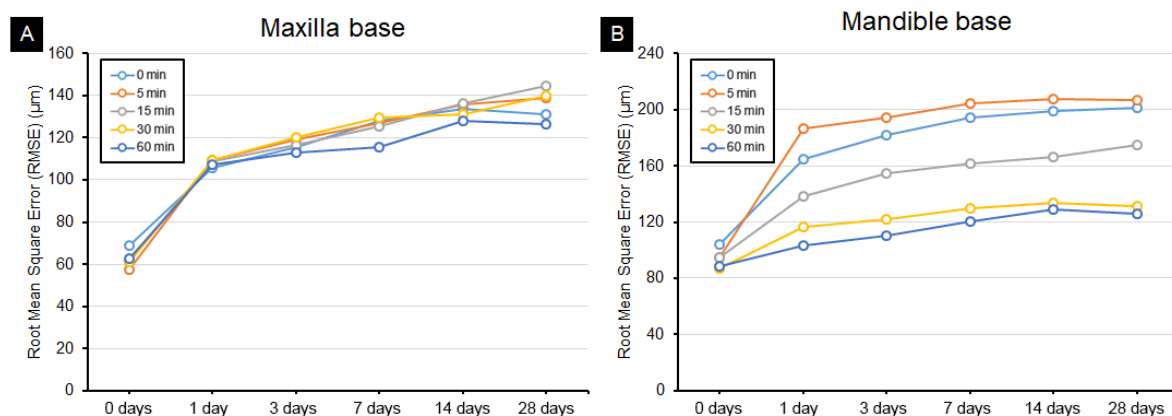 A
Maxilla base
Root Mean Square Error (RMSE) (μm)
160
140
120
100
80
60
40
20
0
0 min
5 min
15 min
30 min
60 min
0 days
1 day
3 days
7 days
14 days
28 days
B
Mandible base
Root Mean Square Error (RMSE) (μm)
240
200
160
120
80
40
0
0 min
5 min
15 min
30 min
60 min
0 days
1 day
3 days
7 days
14 days
28 days